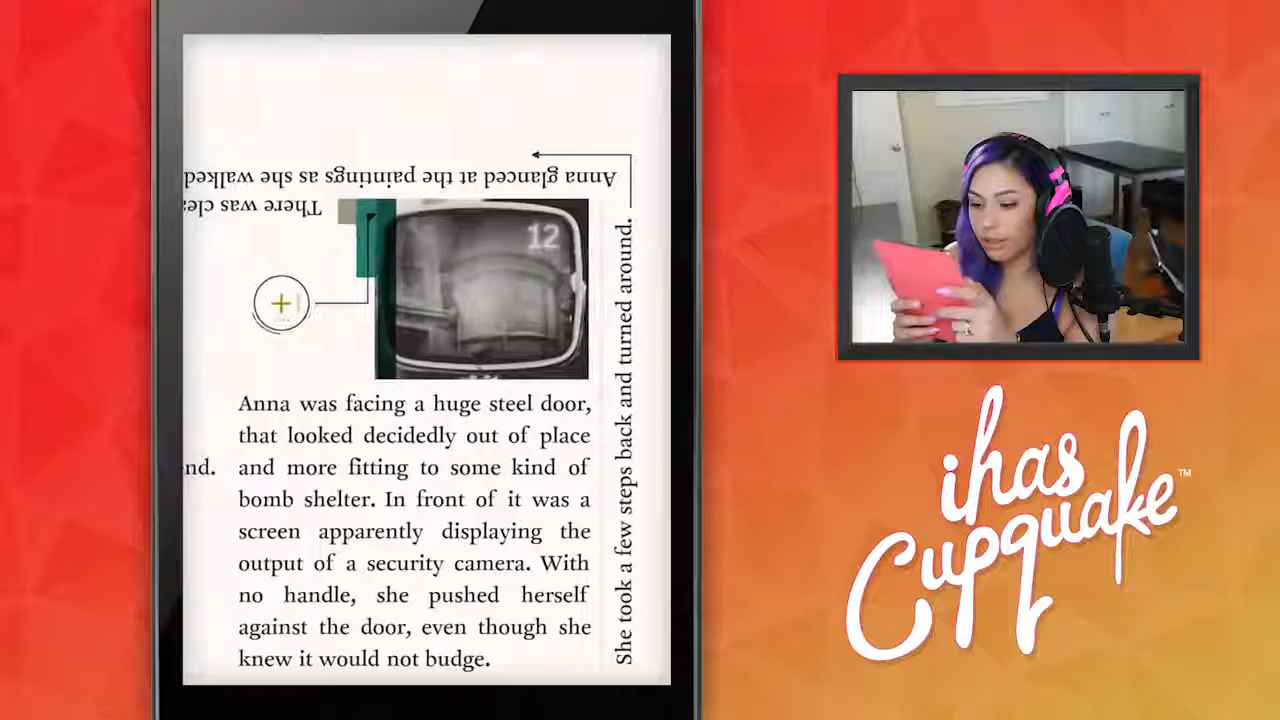 Anna glanced at the paintings as she walked
There was clea
12
nd.
Anna was facing a huge steel door,
that looked decidedly out of place
and more fitting to some kind of
bomb shelter. In front of it was a
screen apparently displaying the
output of a security camera. With
no handle, she pushed herself
against the door, even though she
knew it would not budge.
She took a few steps back and turned around.
ihas
Cupquake™